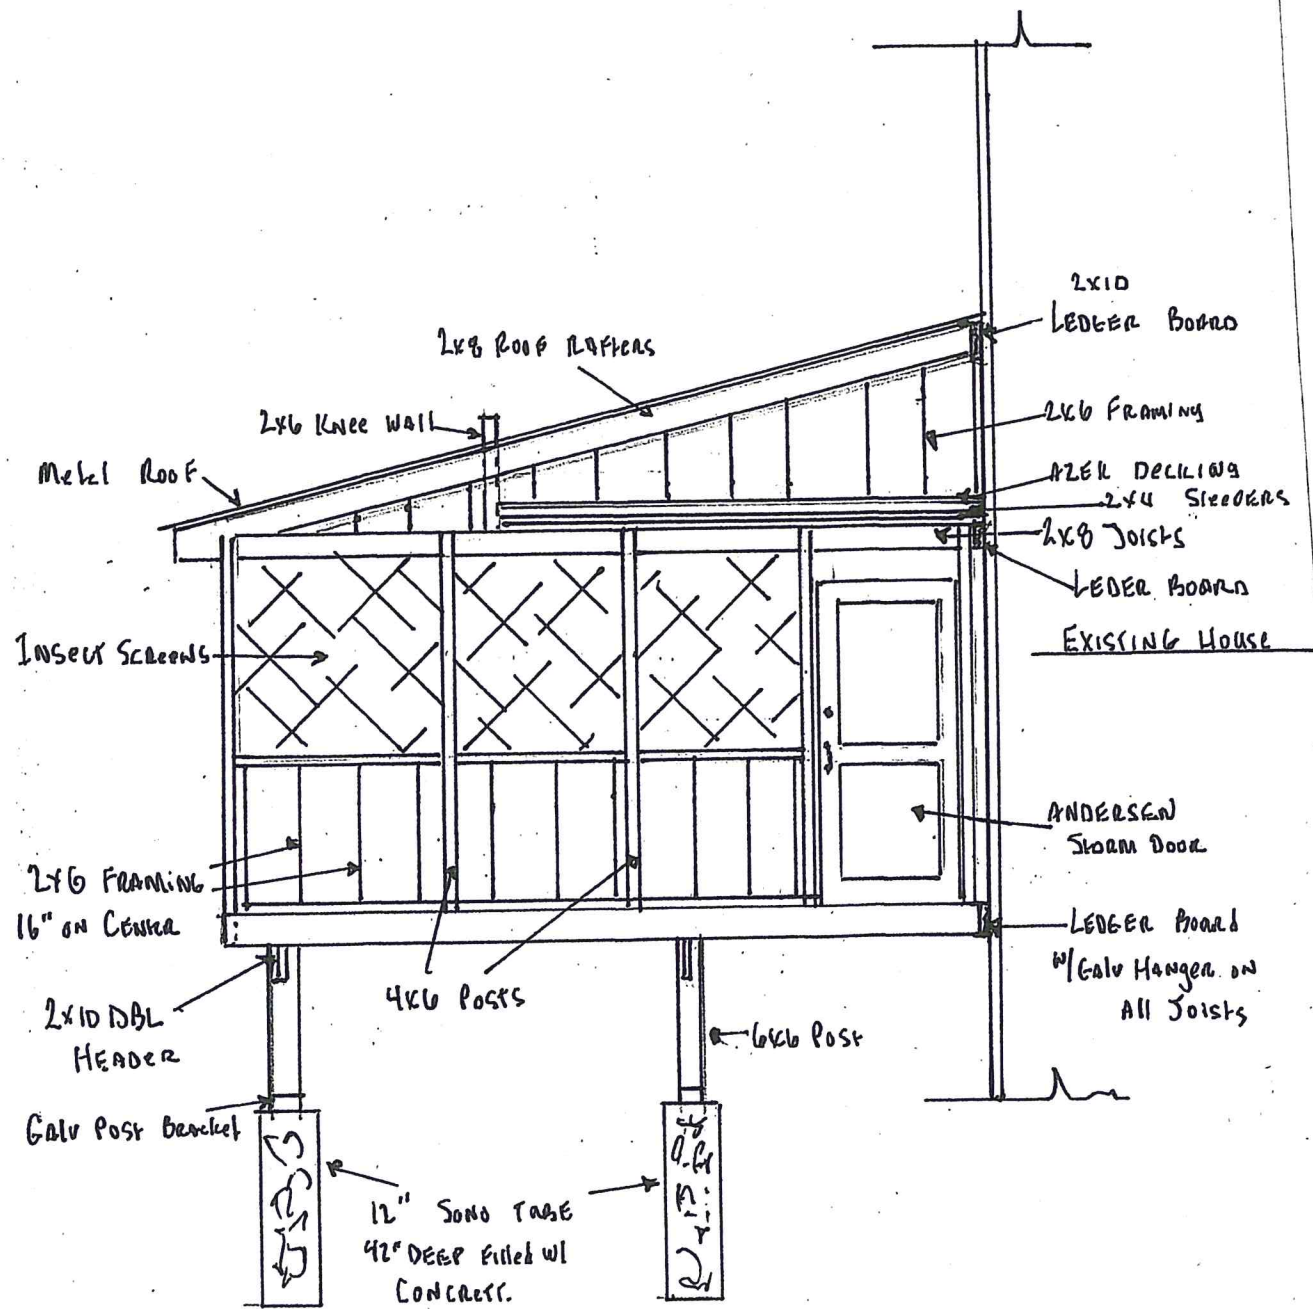 2x10
LEDGER BOARD
2x8 Roof Rafters
2x6 Knee Wall
2x6 FRAMING
Metal Roof
AZEK DECKING
2x4 SLEEPERS
2x8 Joists
LEDER BOARD
EXISTING HOUSE
INSECT SCREENS
ANDERSEN
STORM DOOR
2x6 FRAMING
16" ON CENTER
LEDGER BOARD
W/Galv Hanger on
All Joists
4x6 Posts
2x10 DBL
HEADER
6x6 Post
Galv Post Bracket
12" SONO TUBE
42" DEEP Filled W/
CONCRETE.